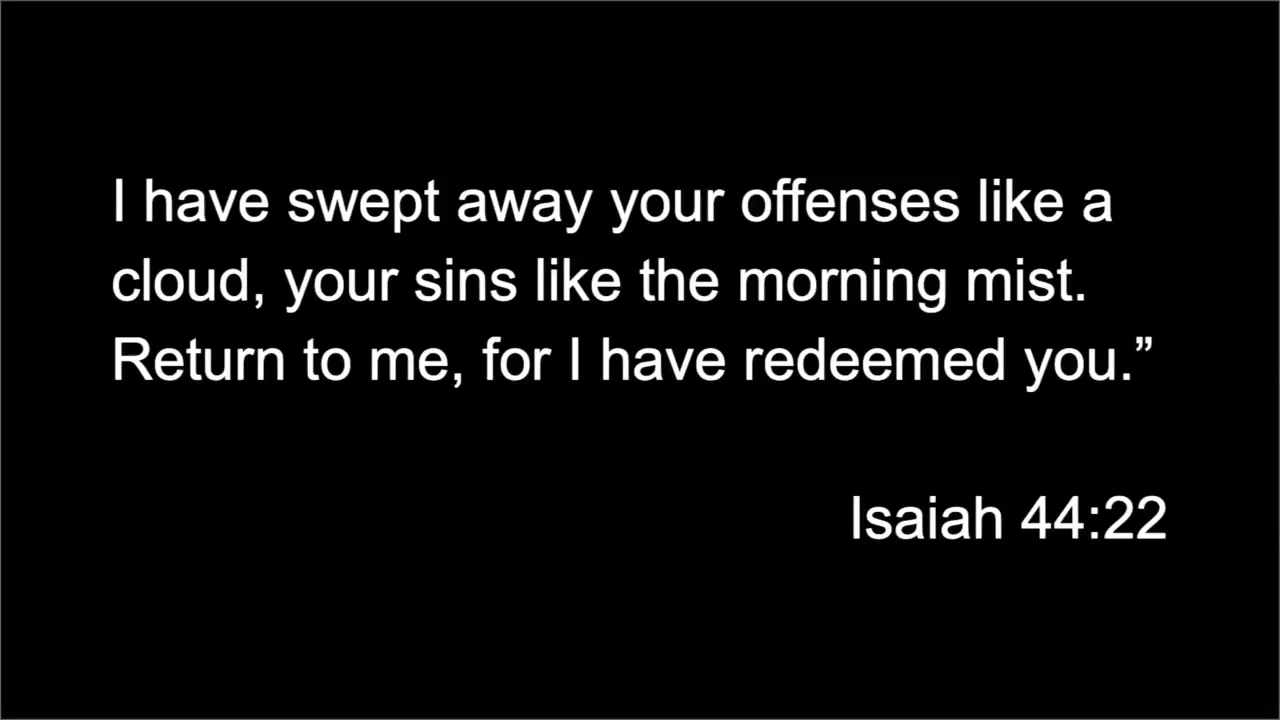 I have swept away your offenses like a
cloud, your sins like the morning mist.
Return to me, for I have redeemed you.”
Isaiah 44:22